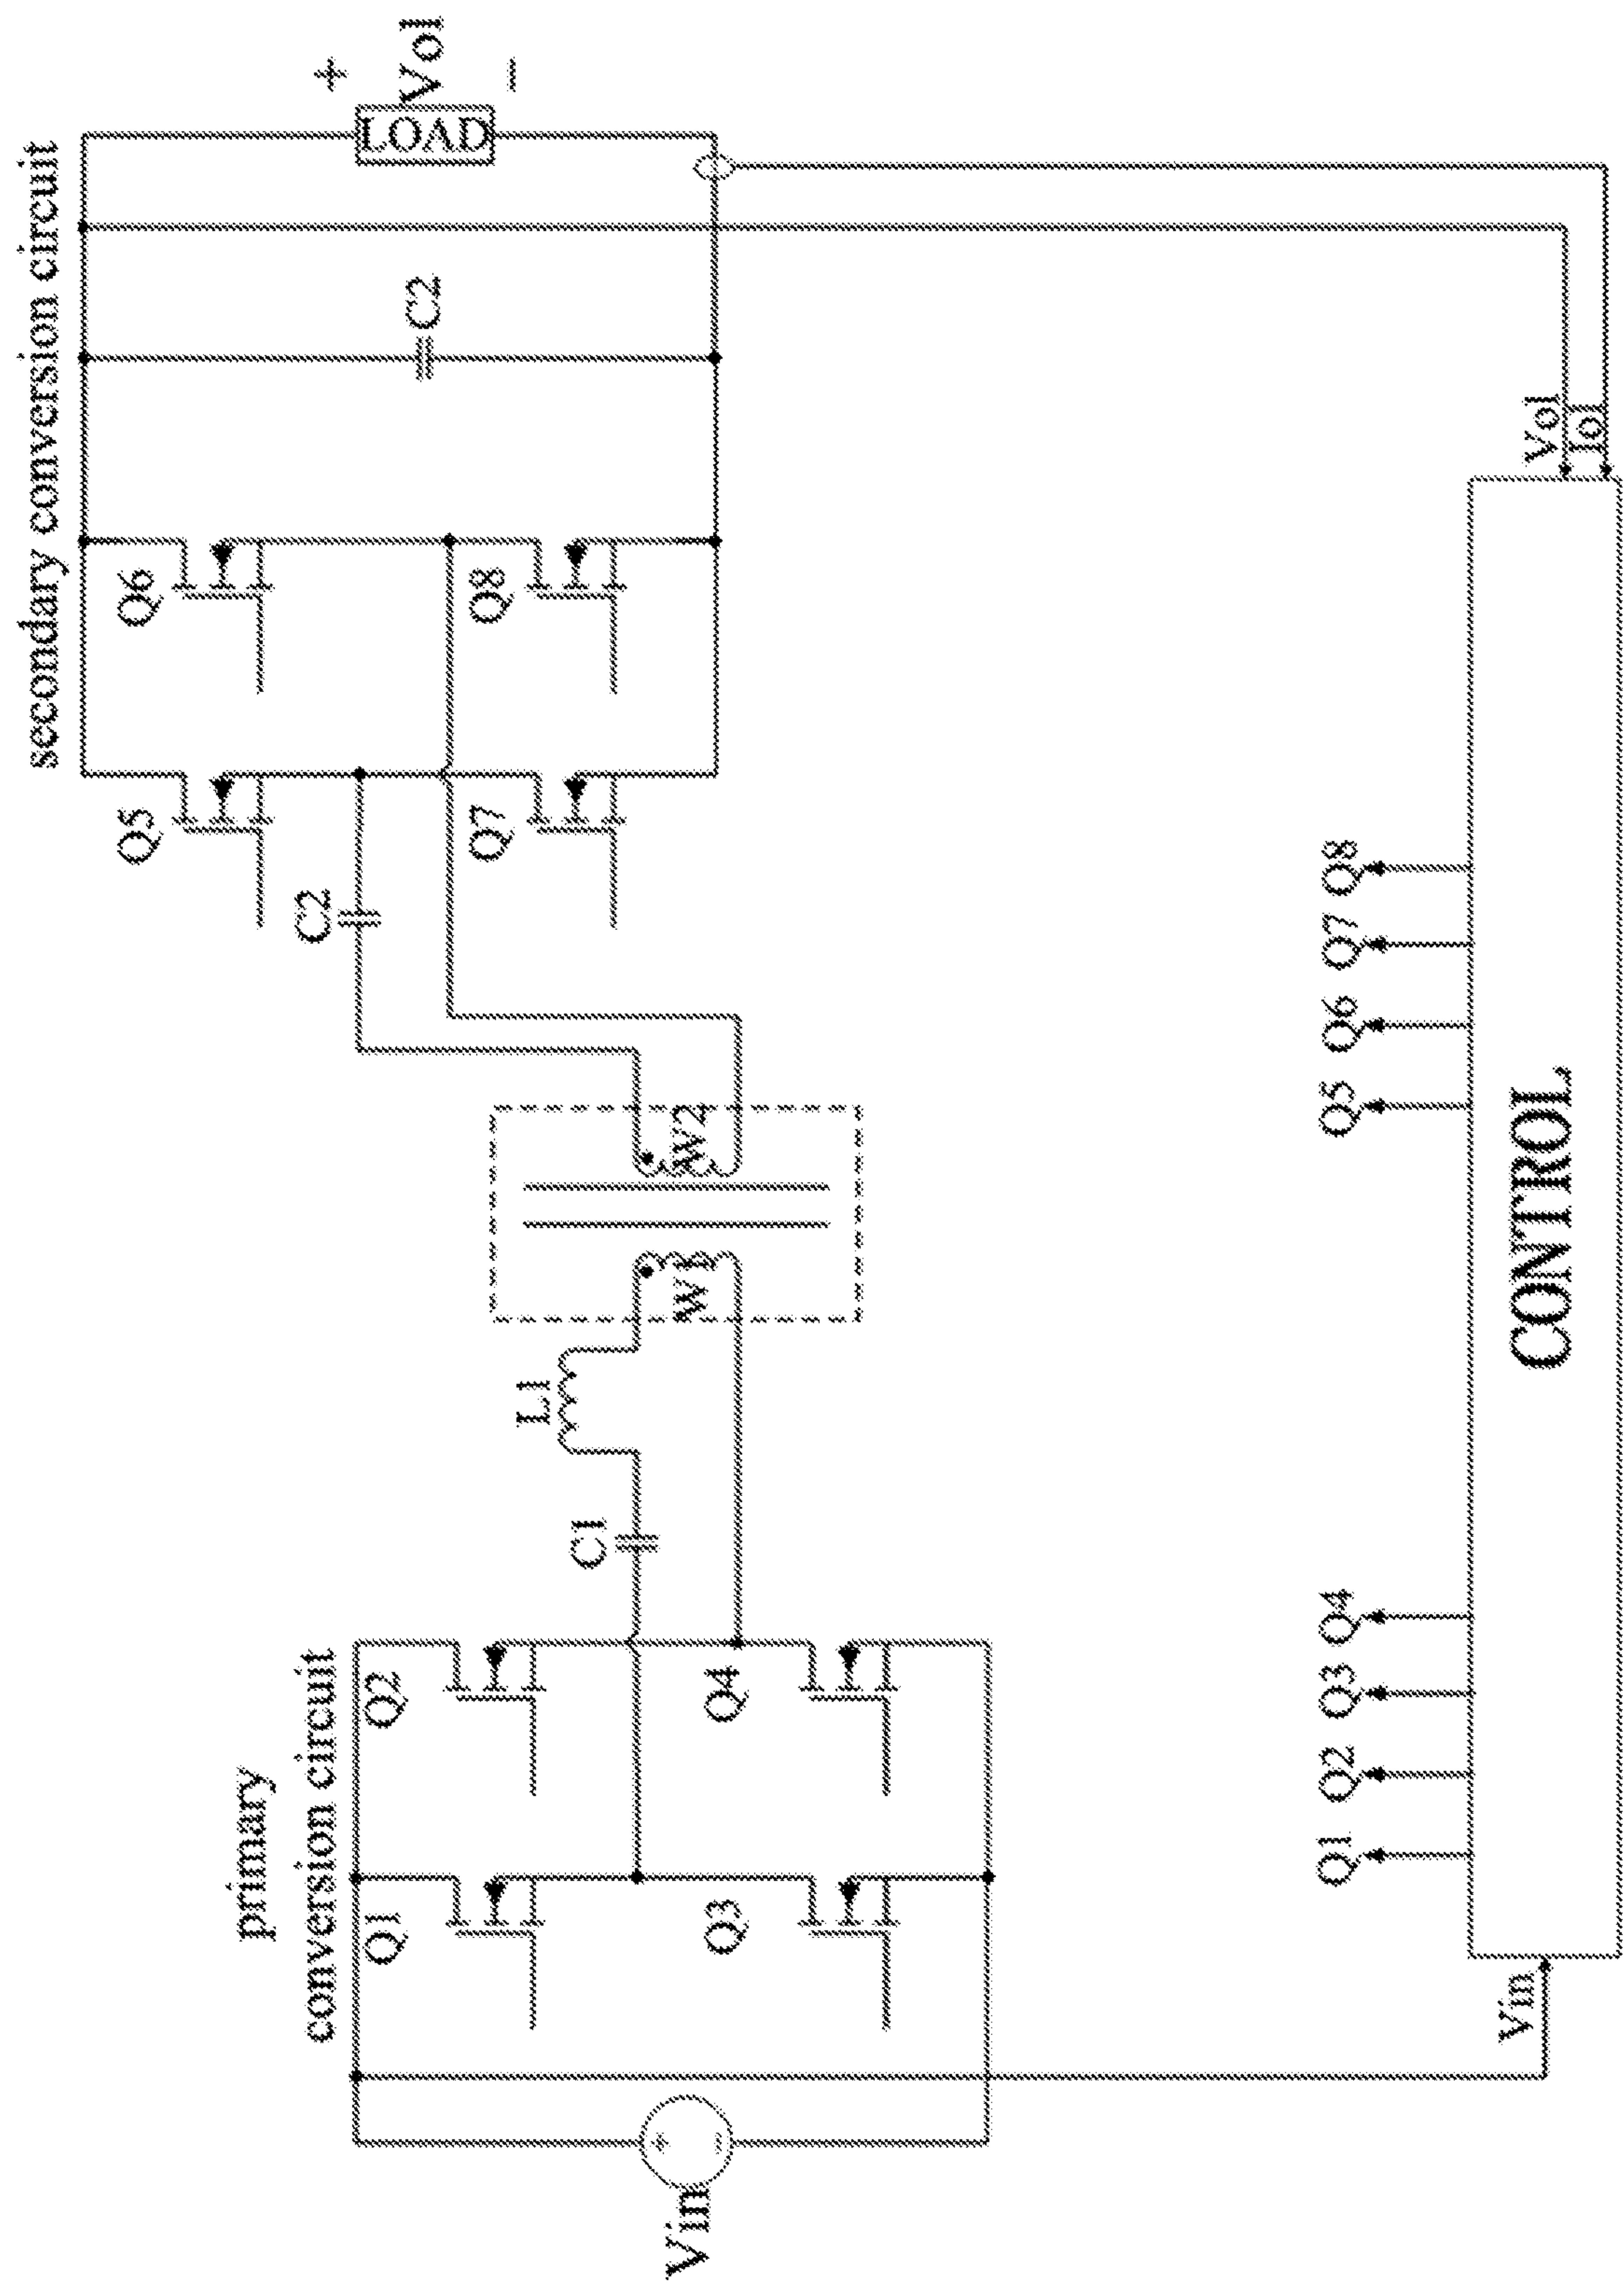 secondary conversion circuit
primary
conversion circuit
Q1
Q2
Q3
Q4
C1
L1
W1
W2
C2
Q5
Q6
Q7
Q8
C2
LOAD
+
Vol
−
Vin
+
−
Vin
Q1
Q2
Q3
Q4
Q5
Q6
Q7
Q8
CONTROL
Vol
Iol